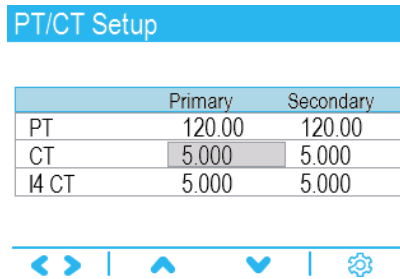 PT/CT Setup
Primary Secondary
PT 120.00 120.00
CT 5.000 5.000
I4 CT 5.000 5.000